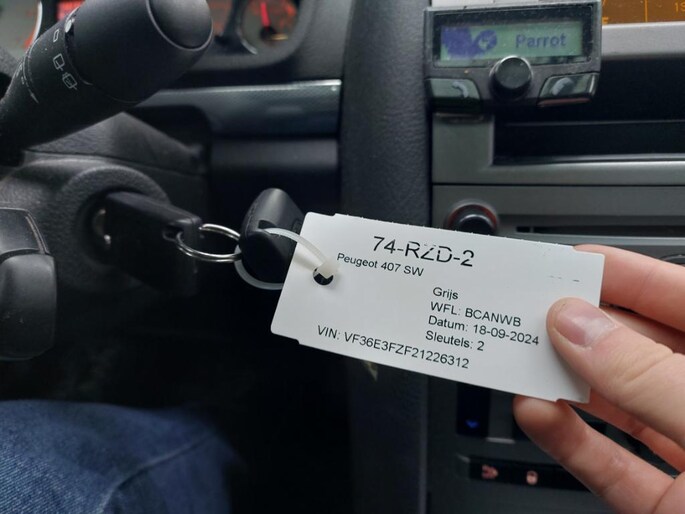 Parrot
74-RZD-2
Peugeot 407 SW
Grijs
WFL: BCANWB
Datum: 18-09-2024
Sleutels: 2
VIN: VF36E3FZF21226312